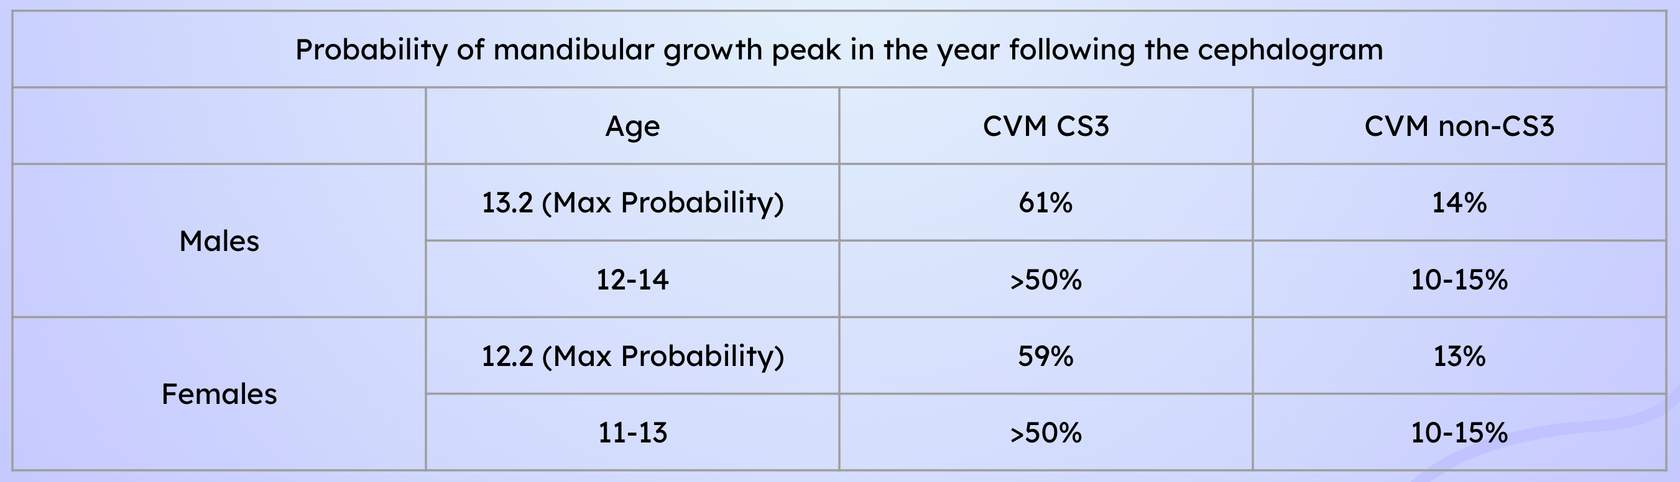 Probability of mandibular growth peak in the year following the cephalogram
Age CVM CS3 CVM non-CS3
Males
13.2 (Max Probability) 61% 14%
12-14 >50% 10-15%
Females
12.2 (Max Probability) 59% 13%
11-13 >50% 10-15%